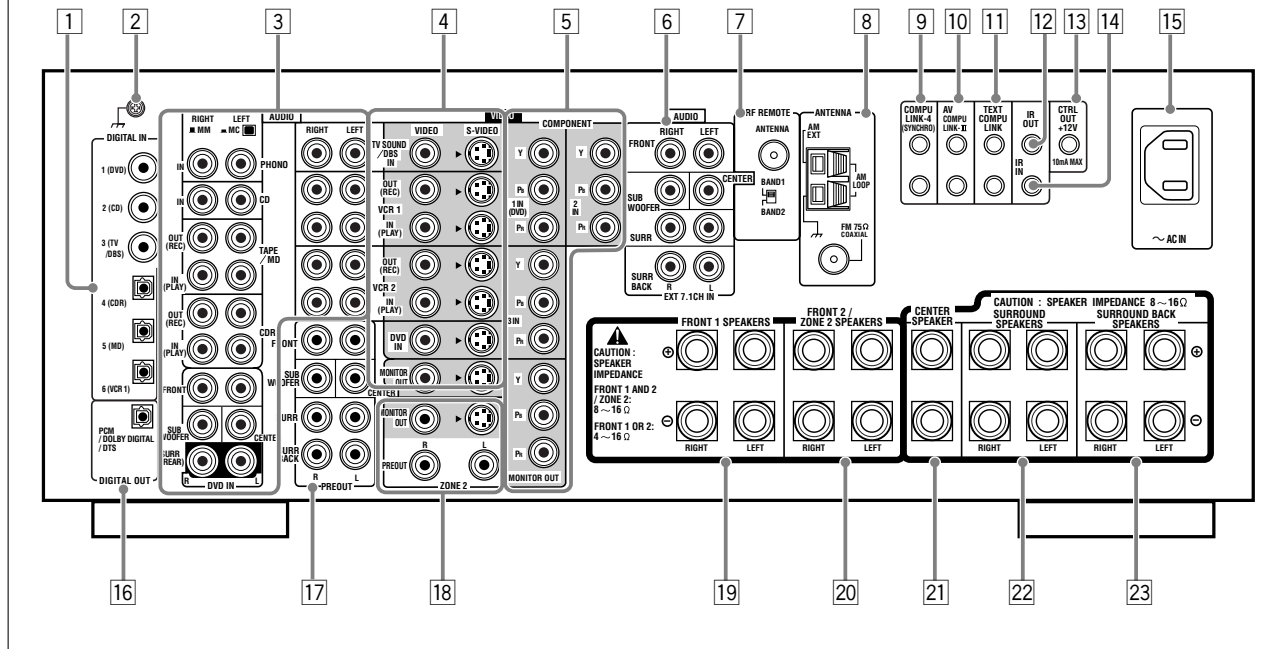 1 2 3 4 5 6 7 8 9 10 11 12 13 14 15
DIGITAL IN
1 (DVD)
2 (CD)
3 (TV
/DBS)
4 (CDR)
5 (MD)
6 (VCR 1)
PCM
/DOLBY DIGITAL
/ DTS
DIGITAL OUT
RIGHT LEFT
MM MC
AUDIO
IN PHONO
IN CD
OUT
(REC)
TAPE
/ MD
IN
(PLAY)
OUT
(REC)
CDR
IN
(PLAY)
FRONT
SUB
WOOFER
CENTE
SURR
(REAR)
R DVD IN L
RIGHT LEFT
FRONT
SUB
WOOFER
CENTER
SURR
SURR
BACK
R PREOUT L
VIDEO
VIDEO S-VIDEO
TV SOUND
/DBS
IN
OUT
(REC)
VCR 1
IN
(PLAY)
OUT
(REC)
VCR 2
IN
(PLAY)
DVD
IN
MONITOR
OUT
MONITOR
OUT
R L
PREOUT
ZONE 2
COMPONENT
Y Y
PB PB
1 IN
(DVD)
2
IN
PR PR
Y
PB
3 IN
PR
Y
PB
PR
MONITOR OUT
AUDIO
RIGHT LEFT
FRONT
CENTER
SUB
WOOFER
SURR
SURR
BACK
R L
EXT 7.1CH IN
RF REMOTE
ANTENNA
BAND1
BAND2
ANTENNA
AM
EXT
AM
LOOP
FM 75Ω
COAXIAL
COMPU
LINK-4
(SYNCHRO)
AV
COMPU
LINK-II
TEXT
COMPU
LINK
IR
OUT
IR
IN
CTRL
OUT
+12V
10mA MAX
～ AC IN
CAUTION :
SPEAKER
IMPEDANCE
FRONT 1 AND 2
/ ZONE 2:
8～16 Ω
FRONT 1 OR 2:
4～16 Ω
FRONT 1 SPEAKERS
⊕
⊖
RIGHT LEFT
FRONT 2 /
ZONE 2 SPEAKERS
RIGHT LEFT
CENTER
SPEAKER
CAUTION : SPEAKER IMPEDANCE 8～16Ω
SURROUND
SPEAKERS
RIGHT LEFT
SURROUND BACK
SPEAKERS
⊕
⊖
RIGHT LEFT
16 17 18 19 20 21 22 23